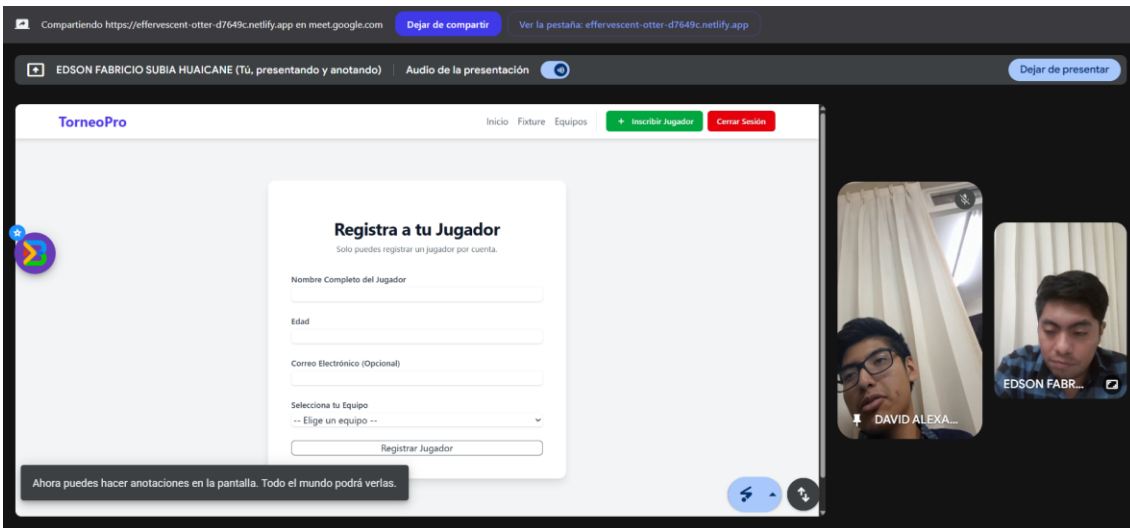 Compartiendo https://effervescent-otter-d7649c.netlify.app en meet.google.com Dejar de compartir Ver la pestaña: effervescent-otter-d7649c.netlify.app
EDSON FABRICIO SUBIA HUAICANE (Tú, presentando y anotando) Audio de la presentación Dejar de presentar
TorneoPro Inicio Fixture Equipos + Inscribir Jugador Cerrar Sesión
Registra a tu Jugador
Solo puedes registrar un jugador por cuenta.
Nombre Completo del Jugador
Edad
Correo Electrónico (Opcional)
Selecciona tu Equipo
-- Elige un equipo --
Registrar Jugador
Ahora puedes hacer anotaciones en la pantalla. Todo el mundo podrá verlas.
DAVID ALEXA...
EDSON FABR...